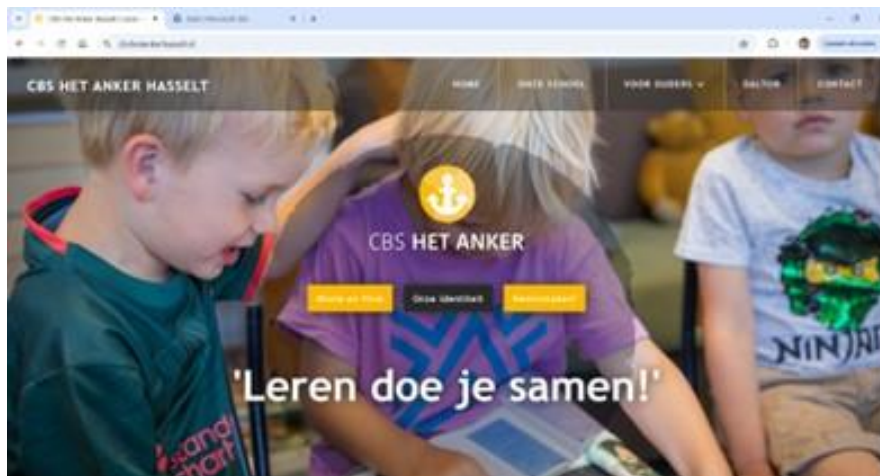 CBS HET ANKER HASSELT
HOME ONZE SCHOOL VOOR OUDERS DALTON CONTACT
CBS HET ANKER
Onze identiteit
'Leren doe je samen!'
NINJA